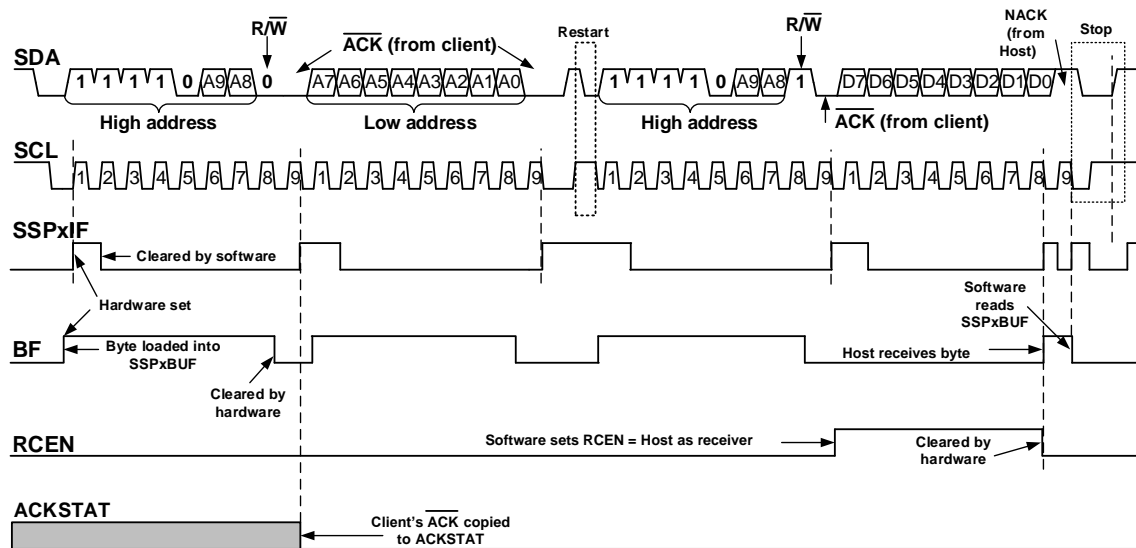 R/W̅
A̅C̅K̅ (from client)
Restart
R/W̅
NACK
(from
Host)
Stop
SDA
1 1 1 1 0 A9 A8 0 A7 A6 A5 A4 A3 A2 A1 A0 1 1 1 1 0 A9 A8 1 D7 D6 D5 D4 D3 D2 D1 D0
High address
Low address
High address
A̅C̅K̅ (from client)
SCL
1 2 3 4 5 6 7 8 9 1 2 3 4 5 6 7 8 9 1 2 3 4 5 6 7 8 9 1 2 3 4 5 6 7 8 9
SSPxIF
Cleared by software
Hardware set
Software
reads
SSPxBUF
BF
Byte loaded into
SSPxBUF
Host receives byte
Cleared by
hardware
RCEN
Software sets RCEN = Host as receiver
Cleared by
hardware
ACKSTAT
Client's A̅C̅K̅ copied
to ACKSTAT